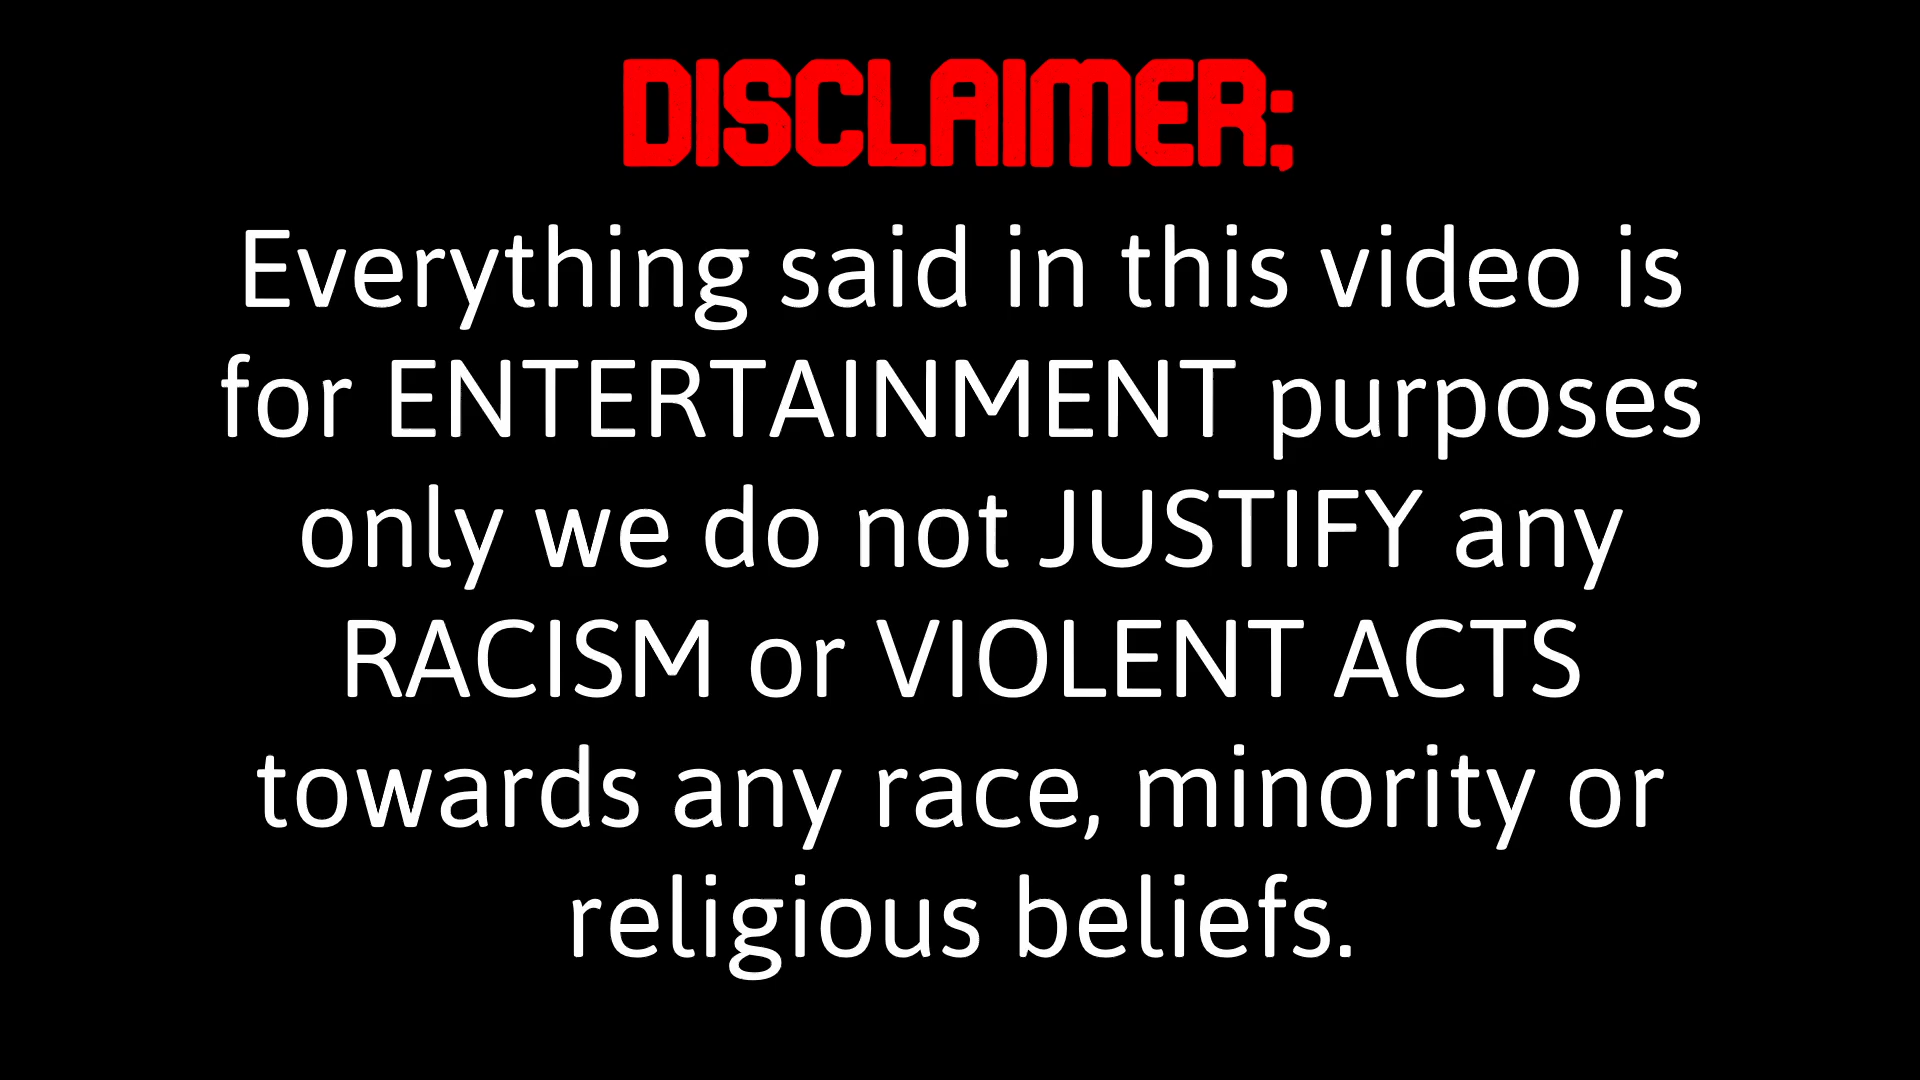 DISCLAIMER;
Everything said in this video is
for ENTERTAINMENT purposes
only we do not JUSTIFY any
RACISM or VIOLENT ACTS
towards any race, minority or
religious beliefs.